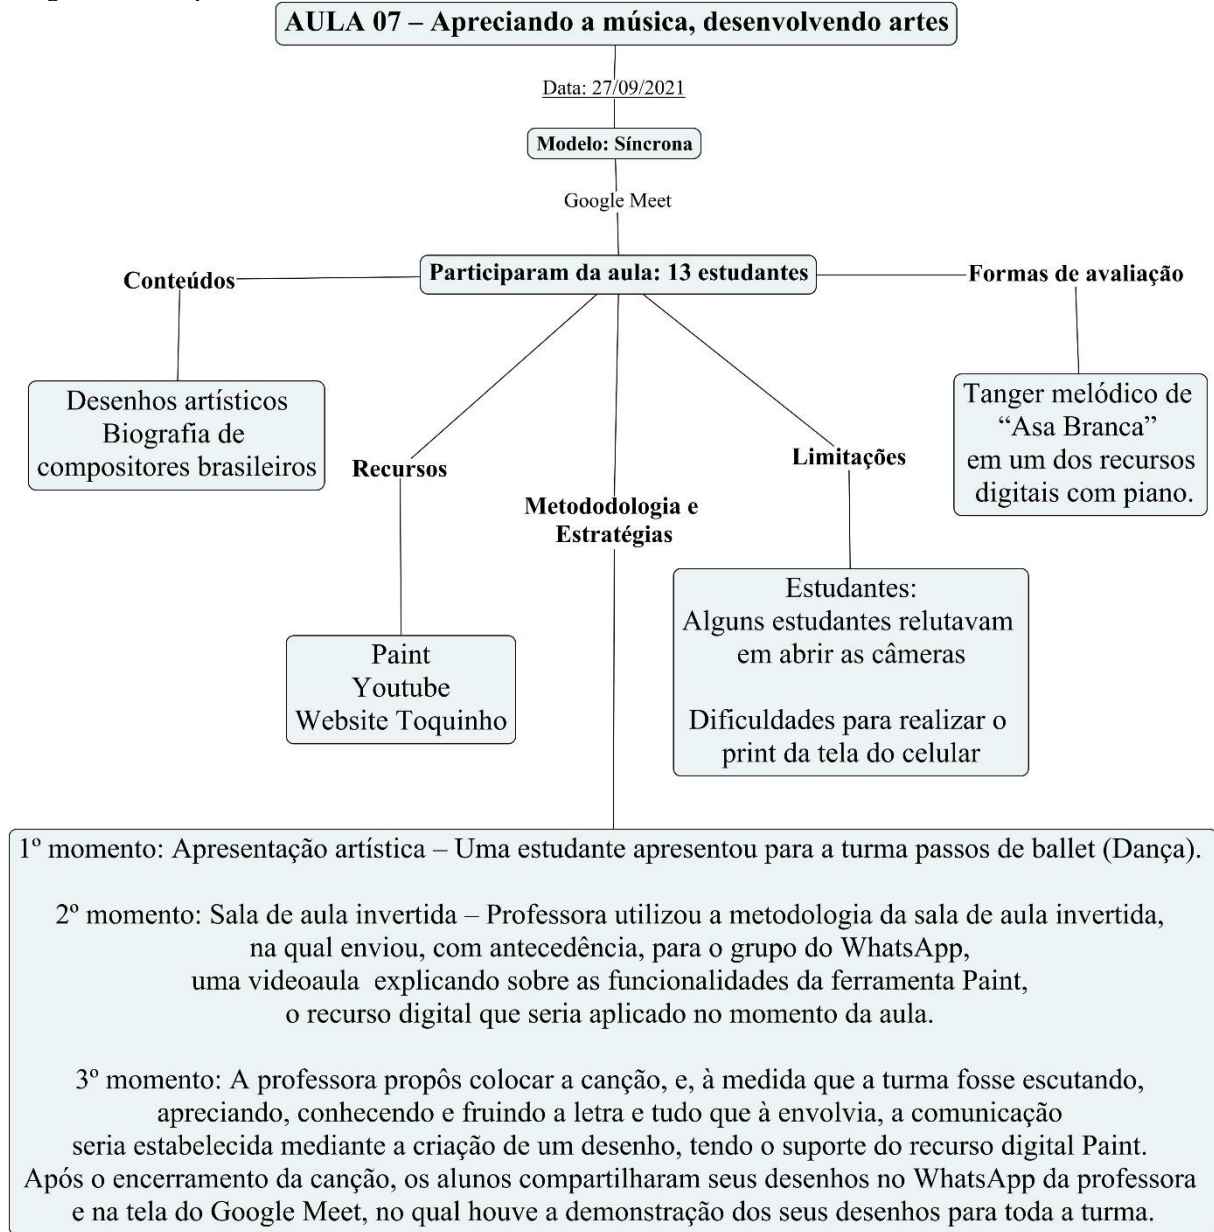 AULA 07 – Apreciando a música, desenvolvendo artes
Data: 27/09/2021
Modelo: Síncrona
Google Meet
Participaram da aula: 13 estudantes
Conteúdos
Desenhos artísticos
Biografia de
compositores brasileiros
Recursos
Paint
Youtube
Website Toquinho
Metododologia e
Estratégias
Limitações
Estudantes:
Alguns estudantes relutavam
em abrir as câmeras
Dificuldades para realizar o
print da tela do celular
Formas de avaliação
Tanger melódico de
“Asa Branca”
em um dos recursos
digitais com piano.
1º momento: Apresentação artística – Uma estudante apresentou para a turma passos de ballet (Dança).
2º momento: Sala de aula invertida – Professora utilizou a metodologia da sala de aula invertida,
na qual enviou, com antecedência, para o grupo do WhatsApp,
uma videoaula explicando sobre as funcionalidades da ferramenta Paint,
o recurso digital que seria aplicado no momento da aula.
3º momento: A professora propôs colocar a canção, e, à medida que a turma fosse escutando,
apreciando, conhecendo e fruindo a letra e tudo que à envolvia, a comunicação
seria estabelecida mediante a criação de um desenho, tendo o suporte do recurso digital Paint.
Após o encerramento da canção, os alunos compartilharam seus desenhos no WhatsApp da professora
e na tela do Google Meet, no qual houve a demonstração dos seus desenhos para toda a turma.